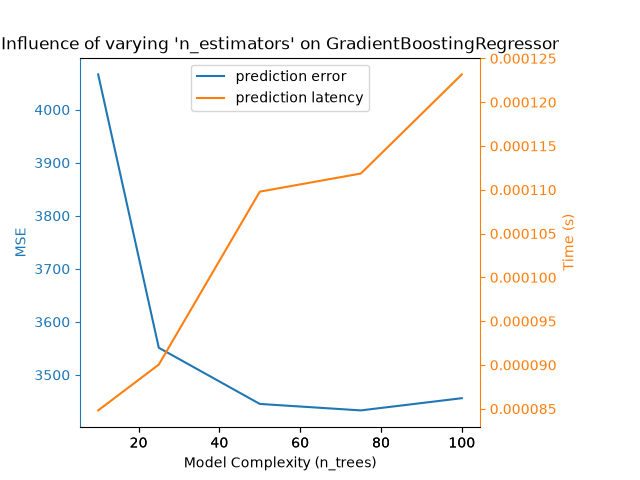 Influence of varying 'n_estimators' on GradientBoostingRegressor
prediction error
prediction latency
MSE
4000
3900
3800
3700
3600
3500
0.000125
0.000120
0.000115
0.000110
0.000105
0.000100
0.000095
0.000090
0.000085
Time (s)
20 40 60 80 100
Model Complexity (n_trees)